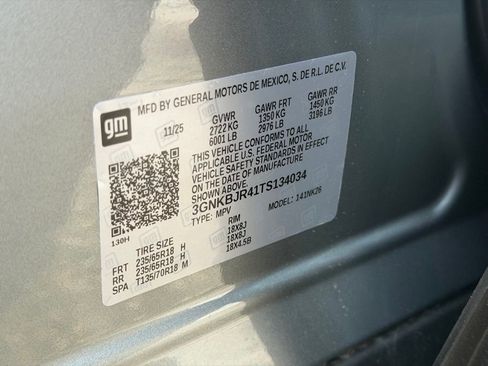 gm
MFD BY GENERAL MOTORS DE MEXICO, S. DE R.L. DE C.V.
11/25 GVWR GAWR FRT GAWR RR
2722 KG 1350 KG 1450 KG
6001 LB 2976 LB 3196 LB
THIS VEHICLE CONFORMS TO ALL
APPLICABLE U.S. FEDERAL MOTOR
VEHICLE SAFETY STANDARDS IN EFFECT
ON THE DATE OF MANUFACTURE
SHOWN ABOVE.
3GNKBJR41TS134034
TYPE: MPV MODEL: 141NK26
130H
TIRE SIZE RIM
FRT 235/65R18 H 18X8J
RR 235/65R18 H 18X8J
SPA T135/70R18 M 18X4.5B